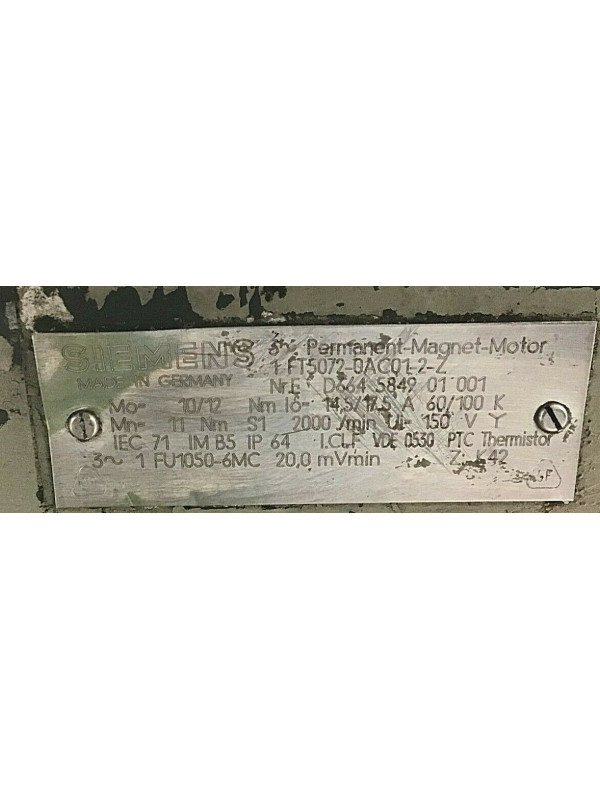 SIEMENS 3~ Permanent-Magnet-Motor
MADE IN GERMANY 1 FT5072-0AC01-2-Z
Nr.E 5849 01 001
Mo= 10/12 Nm Io= 14,5/17,5 A 60/100 K
Mn= 11 Nm S1 2000 /min Ui= 150 V Y
IEC 71 IM B5 IP 64 I.Cl.F VDE 0530 PTC Thermistor
3~ 1 FU1050-6MC 20,0 mV/min Z: K42